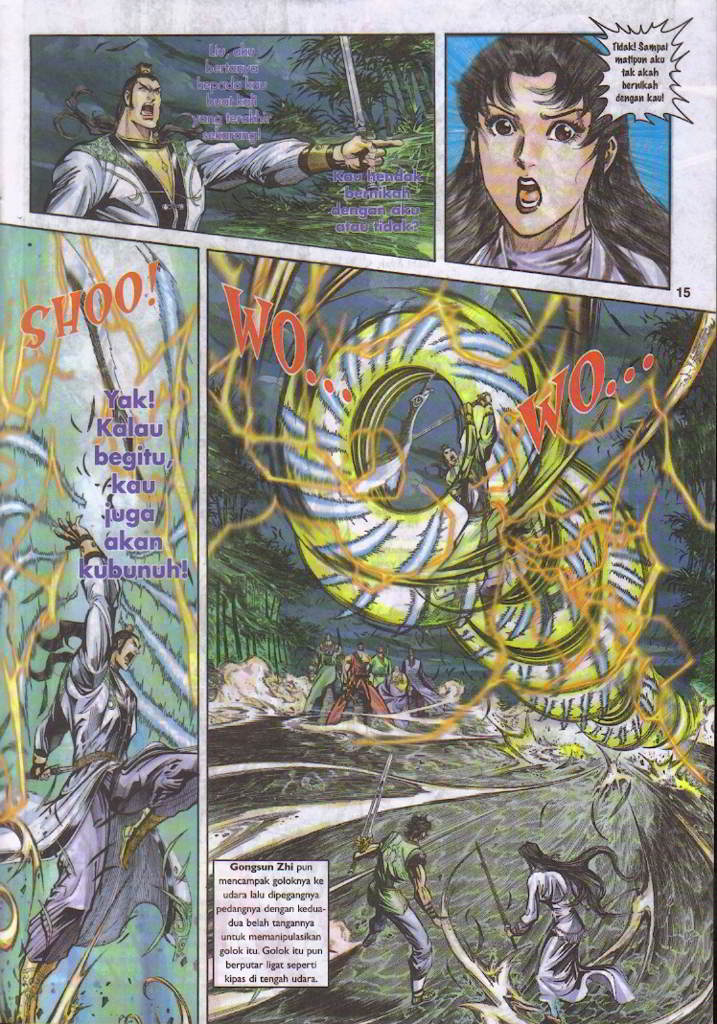 Liu, aku
bertanya
kepada kau
buat kali
yang terakhir
sekarang!
Kau hendak
bernikah
dengan aku
atau tidak?
Tidak! Sampai
matipun aku
tak akah
bernikah
dengan kau!
15
SHOO!
Yak!
Kalau
begitu,
kau
juga
akan
kubunuh!
WO...
WO...
Gongsun Zhi pun
mencampak goloknya ke
udara lalu dipegangnya
pedangnya dengan kedua-
dua belah tangannya
untuk memanipulasikan
golok itu. Golok itu pun
berputar ligat seperti
kipas di tengah udara.